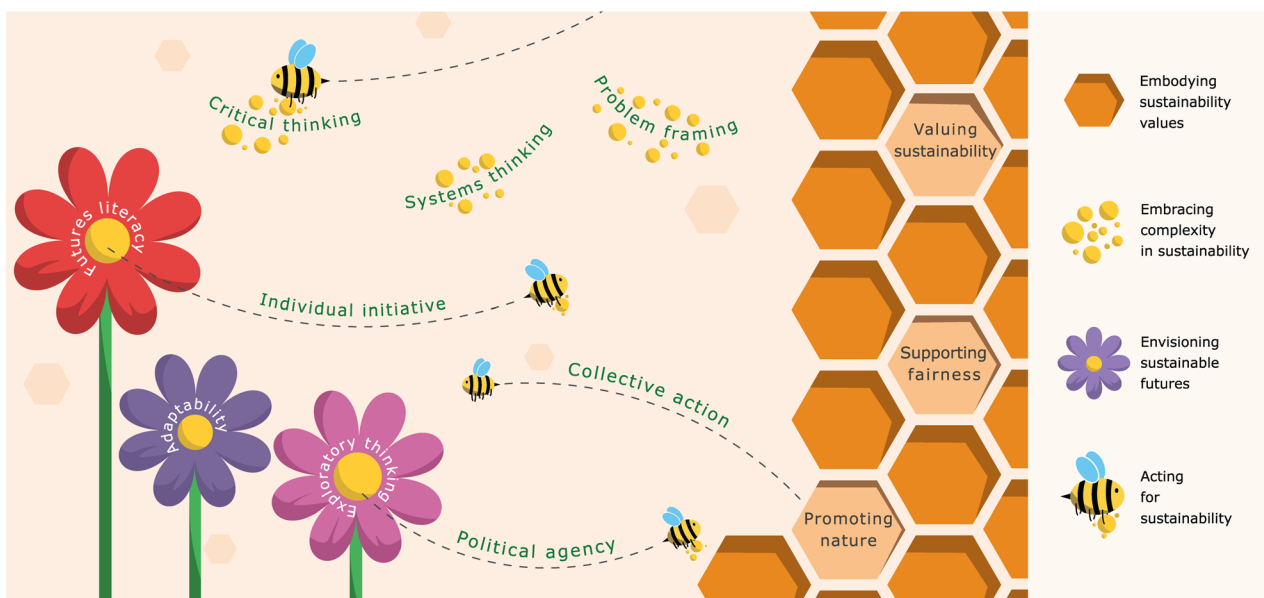 Critical thinking
Problem framing
Systems thinking
Futures literacy
Individual initiative
Adaptability
Exploratory thinking
Collective action
Political agency
Valuing
sustainability
Supporting
fairness
Promoting
nature
Embodying
sustainability
values
Embracing
complexity
in sustainability
Envisioning
sustainable
futures
Acting
for
sustainability